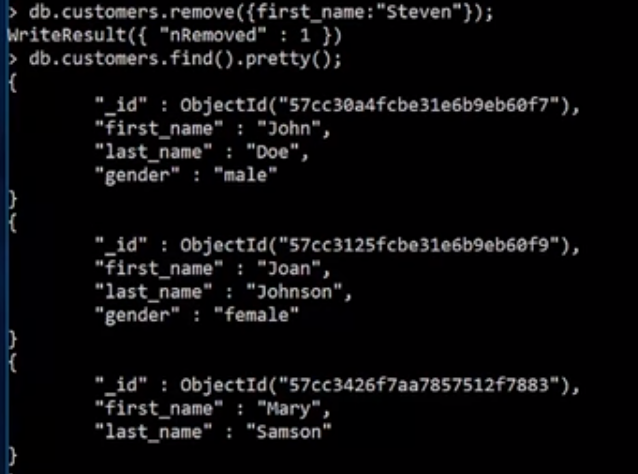 > db.customers.remove({first_name:"Steven"});
WriteResult({ "nRemoved" : 1 })
> db.customers.find().pretty();
{
        "_id" : ObjectId("57cc30a4fcbe31e6b9eb60f7"),
        "first_name" : "John",
        "last_name" : "Doe",
        "gender" : "male"
}
{
        "_id" : ObjectId("57cc3125fcbe31e6b9eb60f9"),
        "first_name" : "Joan",
        "last_name" : "Johnson",
        "gender" : "female"
}
{
        "_id" : ObjectId("57cc3426f7aa7857512f7883"),
        "first_name" : "Mary",
        "last_name" : "Samson"
}